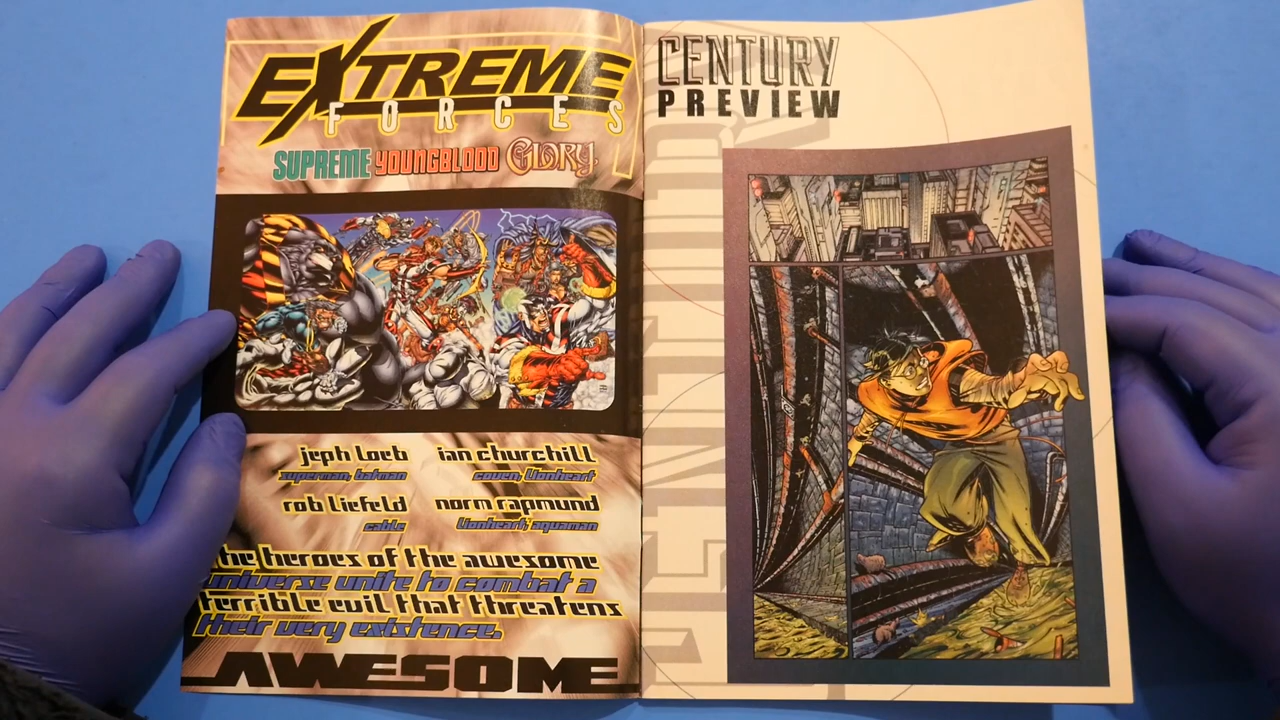 EXTREME
FORCES
SUPREME YOUNGBLOOD GLORY
jeph loeb
superman, batman
ian churchill
coven, lionheart
rob liefeld
cable
norm rapmund
lionheart, aquaman
the heroes of the awesome
universe unite to combat a
terrible evil that threatens
their very existence.
AWESOME
CENTURY
PREVIEW
CENTURY